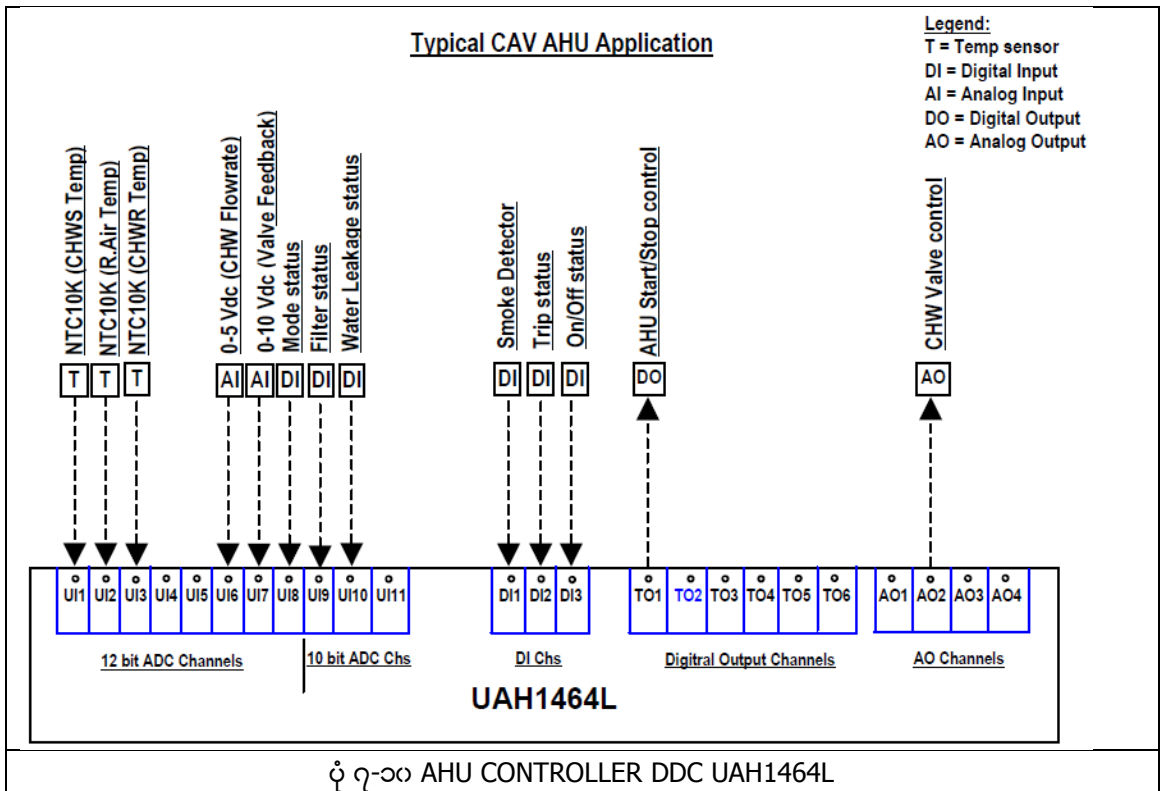 Typical CAV AHU Application
Legend:
T = Temp sensor
DI = Digital Input
AI = Analog Input
DO = Digital Output
AO = Analog Output
NTC10K (CHWS Temp)
NTC10K (R.Air Temp)
NTC10K (CHWR Temp)
0-5 Vdc (CHW Flowrate)
0-10 Vdc (Valve Feedback)
Mode status
Filter status
Water Leakage status
Smoke Detector
Trip status
On/Off status
AHU Start/Stop control
CHW Valve control
T T T AI AI DI DI DI DI DI DI DO AO
UI1 UI2 UI3 UI4 UI5 UI6 UI7 UI8 UI9 UI10 UI11 DI1 DI2 DI3 TO1 TO2 TO3 TO4 TO5 TO6 AO1 AO2 AO3 AO4
12 bit ADC Channels 10 bit ADC Chs DI Chs Digitral Output Channels AO Channels
UAH1464L
ပုံ ၇-၁၀ AHU CONTROLLER DDC UAH1464L